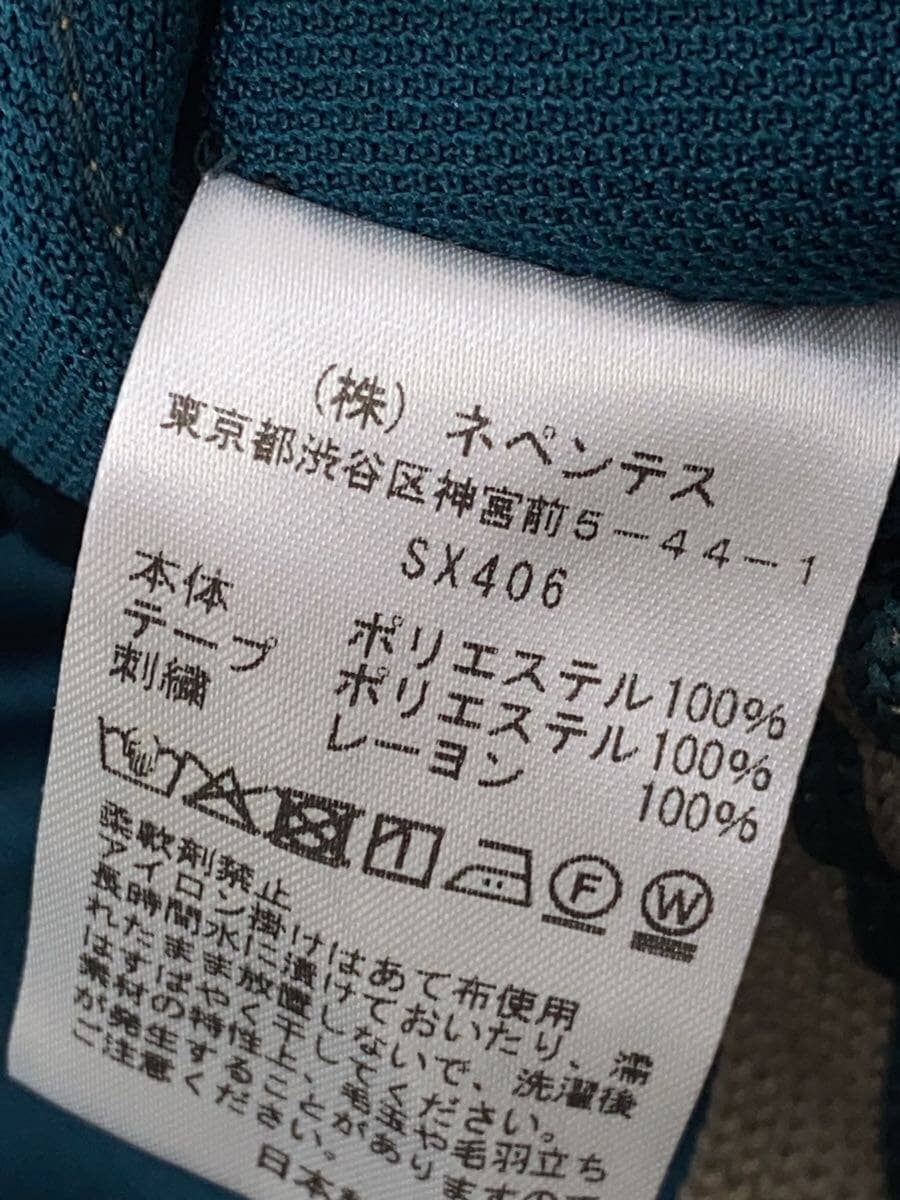 (株) ネペンテス
東京都渋谷区神宮前5-44-1
SX406
本体 ポリエステル100%
テープ ポリエステル100%
刺繍 レーヨン 100%
F W
柔軟剤禁止
アイロン掛けはあて布使用
長時間水に漬けておいたり、濡
れたまま放置しないで、洗濯後
はすばやく干してください。
素材の特性上、毛玉や毛羽立ち
が発生することがありますので
ご注意ください。
日本